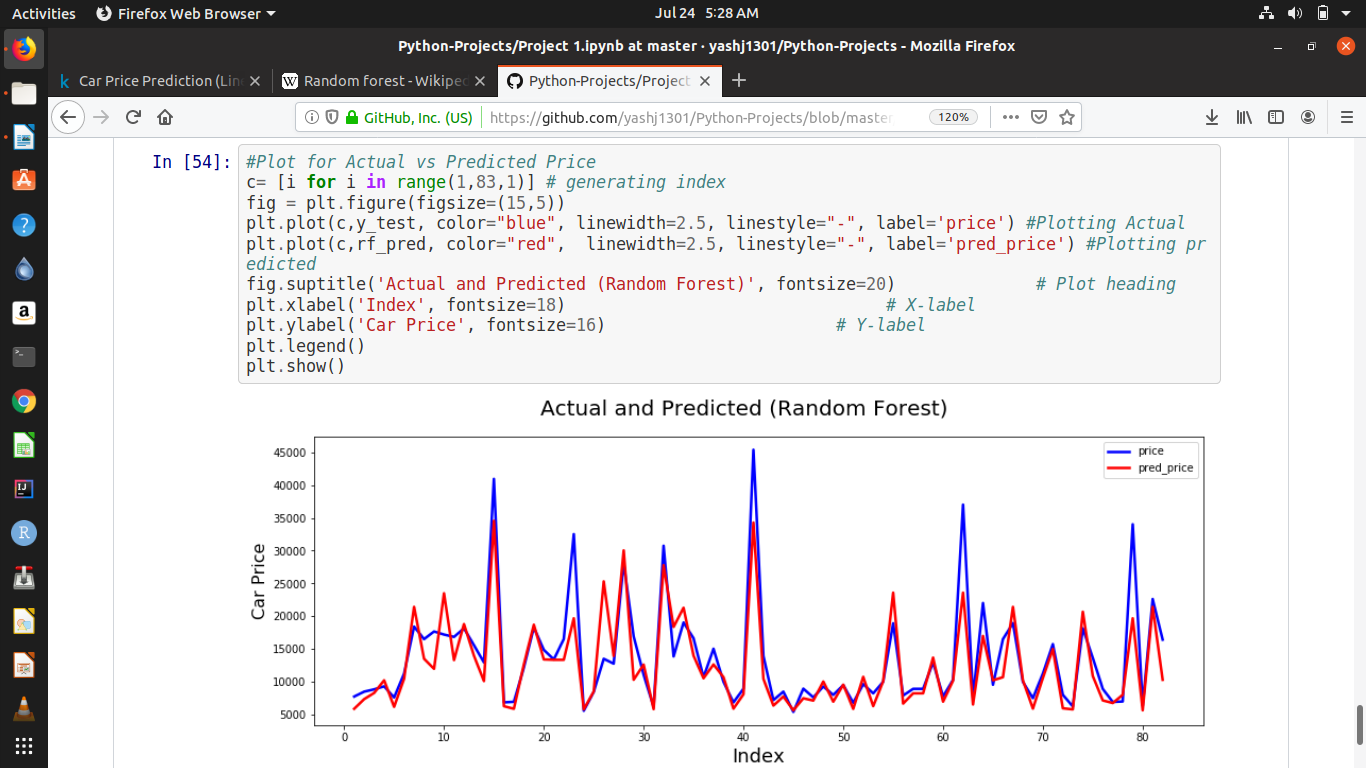 Activities Firefox Web Browser Jul 24 5:28 AM
Python-Projects/Project 1.ipynb at master · yashj1301/Python-Projects - Mozilla Firefox
Car Price Prediction (Lin Random forest - Wikiped Python-Projects/Project
GitHub, Inc. (US) https://github.com/yashj1301/Python-Projects/blob/master 120%
In [54]: #Plot for Actual vs Predicted Price
c= [i for i in range(1,83,1)] # generating index
fig = plt.figure(figsize=(15,5))
plt.plot(c,y_test, color="blue", linewidth=2.5, linestyle="-", label='price') #Plotting Actual
plt.plot(c,rf_pred, color="red",  linewidth=2.5, linestyle="-", label='pred_price') #Plotting pr
edicted
fig.suptitle('Actual and Predicted (Random Forest)', fontsize=20) # Plot heading
plt.xlabel('Index', fontsize=18) # X-label
plt.ylabel('Car Price', fontsize=16) # Y-label
plt.legend()
plt.show()
Actual and Predicted (Random Forest)
price
pred_price
45000
40000
35000
30000
25000
20000
15000
10000
5000
Car Price
0 10 20 30 40 50 60 70 80
Index